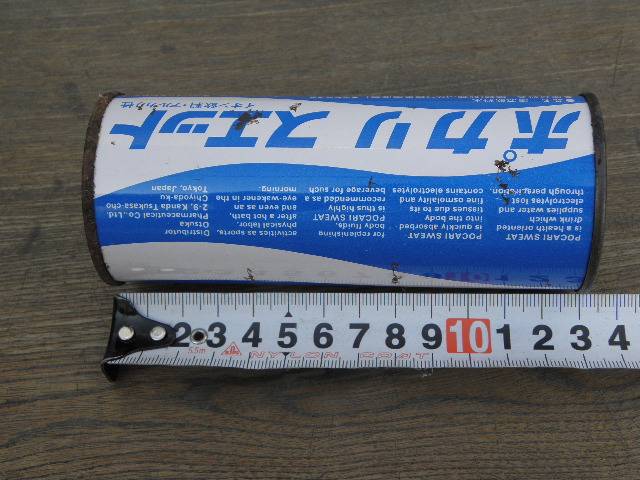 ポカリスエット
イオン飲料・アルカリ性
POCARI SWEAT
is a health oriented
drink which
supplies water and
electrolytes lost
through perspiration.
POCARI SWEAT
is quickly absorbed
into the body
tissues due to its
fine osmolality and
contains electrolytes
for replenishing
body fluids.
POCARI SWEAT
is thus highly
recommended as a
beverage for such
activities as sports,
physical labor,
after a hot bath,
and even as an
eye-wakener in the
morning.
Distributor
Otsuka
Pharmaceutical Co., Ltd.
2-9, Kanda Tsukasa-cho
Chiyoda-ku
Tokyo, Japan
2 3 4 5 6 7 8 9 10 1 2 3 4
5.5m
NYLON COAT